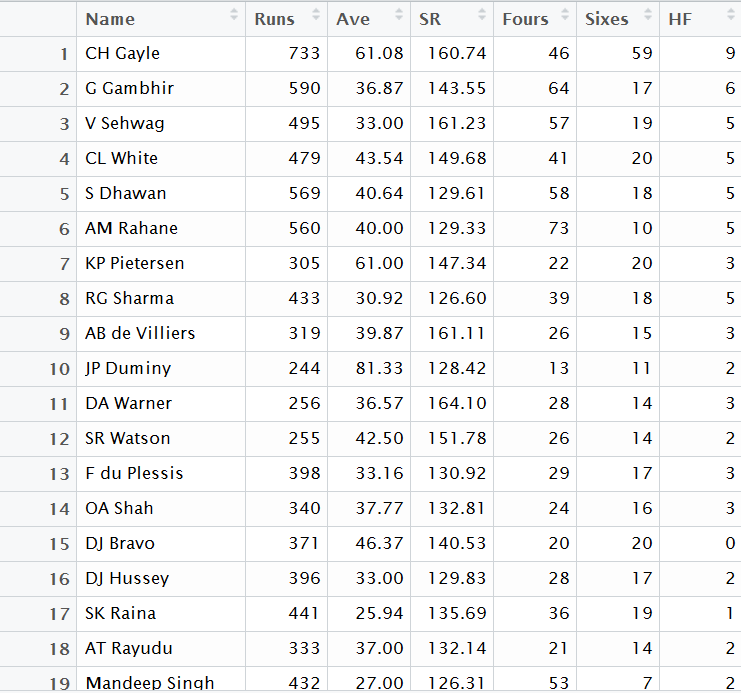 Name Runs Ave SR Fours Sixes HF
1 CH Gayle 733 61.08 160.74 46 59 9
2 G Gambhir 590 36.87 143.55 64 17 6
3 V Sehwag 495 33.00 161.23 57 19 5
4 CL White 479 43.54 149.68 41 20 5
5 S Dhawan 569 40.64 129.61 58 18 5
6 AM Rahane 560 40.00 129.33 73 10 5
7 KP Pietersen 305 61.00 147.34 22 20 3
8 RG Sharma 433 30.92 126.60 39 18 5
9 AB de Villiers 319 39.87 161.11 26 15 3
10 JP Duminy 244 81.33 128.42 13 11 2
11 DA Warner 256 36.57 164.10 28 14 3
12 SR Watson 255 42.50 151.78 26 14 2
13 F du Plessis 398 33.16 130.92 29 17 3
14 OA Shah 340 37.77 132.81 24 16 3
15 DJ Bravo 371 46.37 140.53 20 20 0
16 DJ Hussey 396 33.00 129.83 28 17 2
17 SK Raina 441 25.94 135.69 36 19 1
18 AT Rayudu 333 37.00 132.14 21 14 2
19 Mandeep Singh 432 27.00 126.31 53 7 2